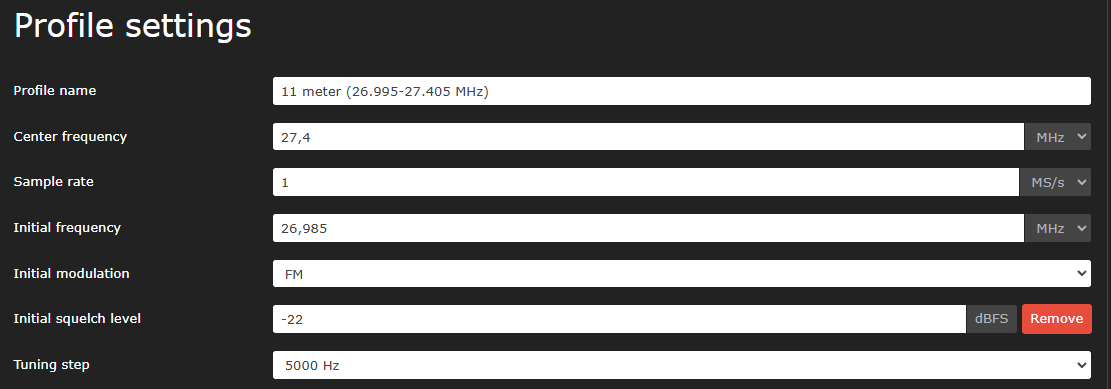 Profile settings
Profile name 11 meter (26.995-27.405 MHz)
Center frequency 27,4 MHz
Sample rate 1 MS/s
Initial frequency 26,985 MHz
Initial modulation FM
Initial squelch level -22 dBFS Remove
Tuning step 5000 Hz